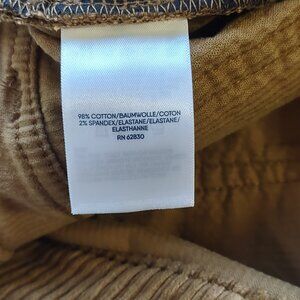 98% COTTON/BAUMWOLLE/COTON
2% SPANDEX/ELASTANE/ELASTANE/
ELASTHANNE
RN 62830